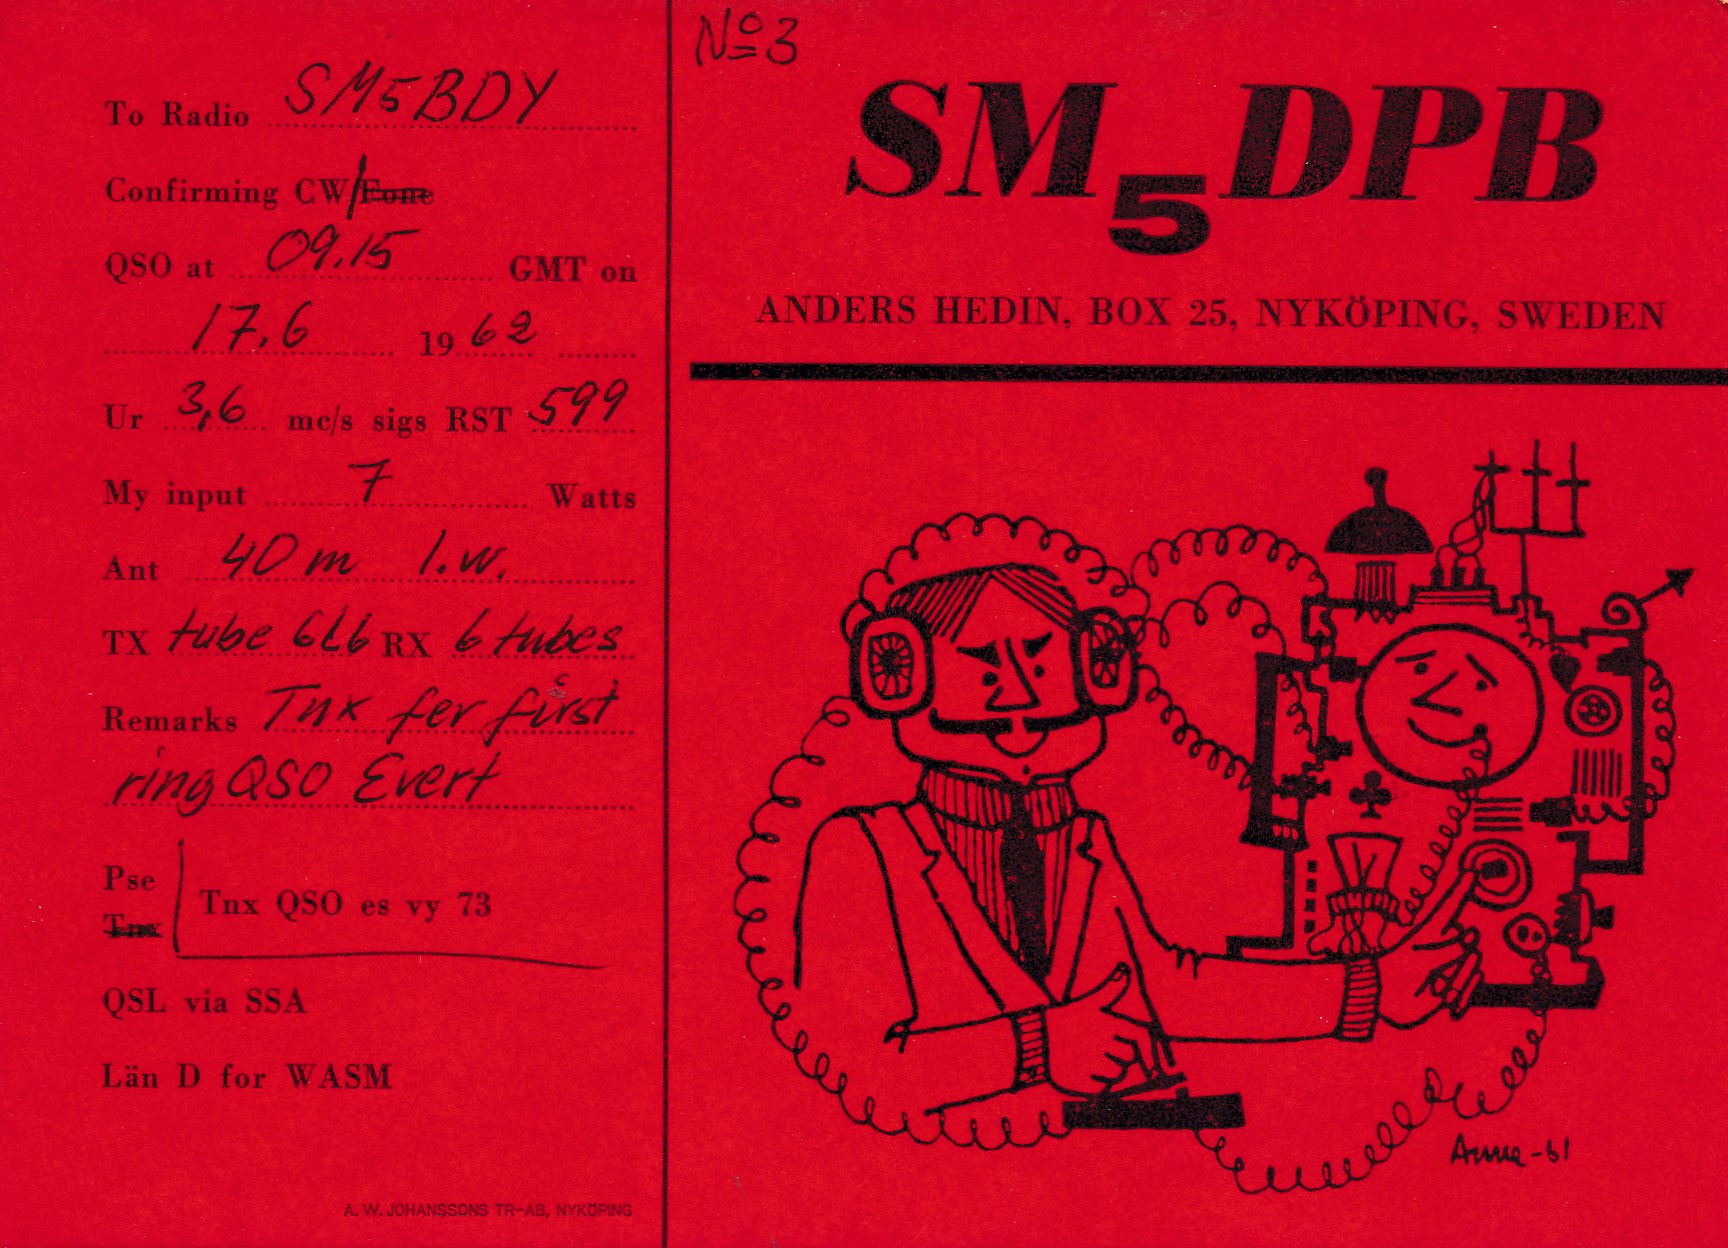 To Radio SM5BDY
Confirming CW/Fone
QSO at 09.15 GMT on
17.6 1962
Ur 3,6 mc/s sigs RST 599
My input 7 Watts
Ant 40 m l.w.
TX tube 6L6 RX 6 tubes
Remarks Tnx fer first
ring QSO Evert
Pse
Tnx
Tnx QSO es vy 73
QSL via SSA
Län D for WASM
A. W. JOHANSSONS TR-AB, NYKÖPING
No 3
SM5DPB
ANDERS HEDIN, BOX 25, NYKÖPING, SWEDEN
Anna -61